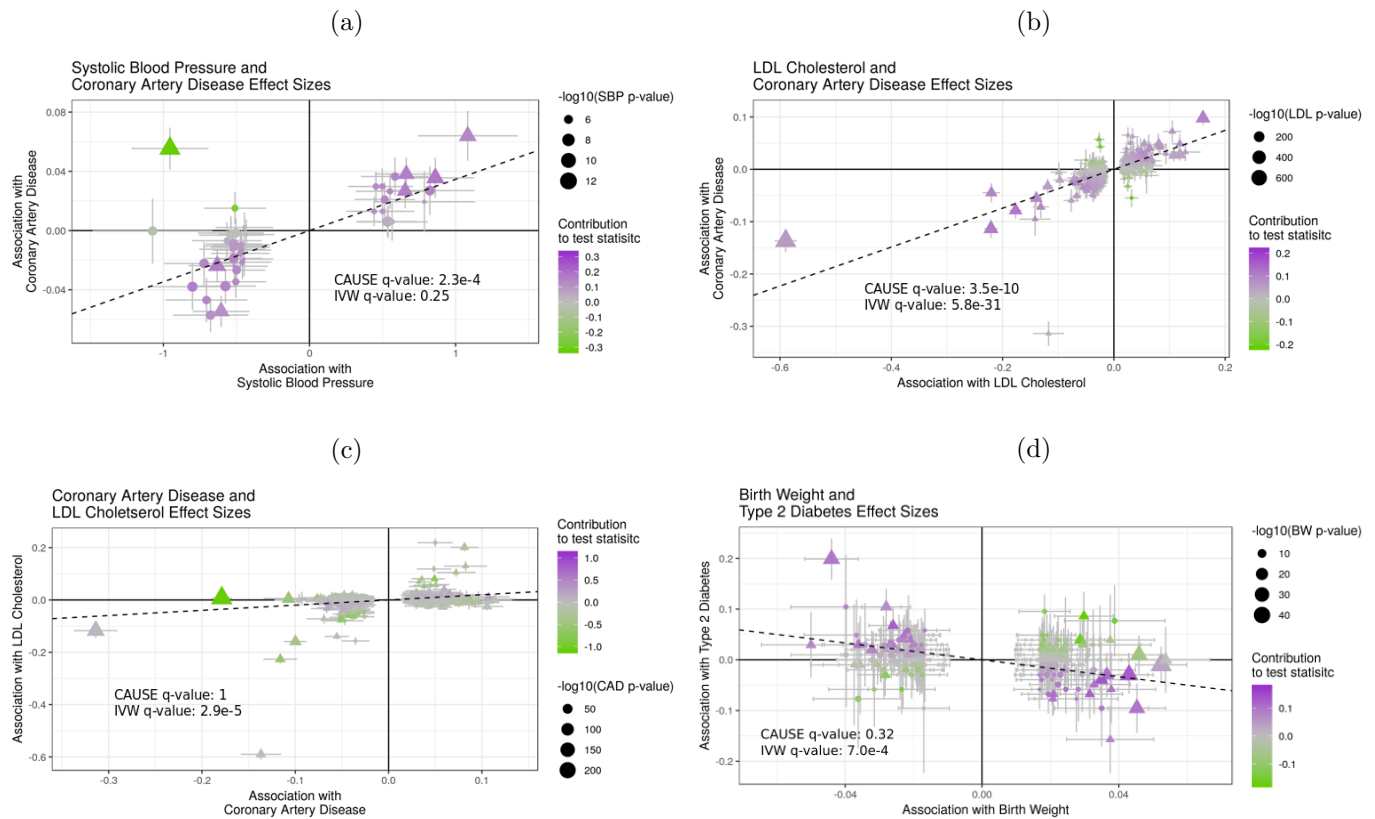 (a)
Systolic Blood Pressure and
Coronary Artery Disease Effect Sizes
Association with
Coronary Artery Disease
0.08
0.04
0.00
-0.04
CAUSE q-value: 2.3e-4
IVW q-value: 0.25
-1
0
1
Association with
Systolic Blood Pressure
-log10(SBP p-value)
6
8
10
12
Contribution
to test statisitc
0.3
0.2
0.1
0.0
-0.1
-0.2
-0.3
(b)
LDL Cholesterol and
Coronary Artery Disease Effect Sizes
Association with
Coronary Artery Diesase
0.1
0.0
-0.1
-0.2
-0.3
CAUSE q-value: 3.5e-10
IVW q-value: 5.8e-31
-0.6
-0.4
-0.2
0.0
0.2
Association with LDL Cholesterol
-log10(LDL p-value)
200
400
600
Contribution
to test statisitc
0.2
0.1
0.0
-0.1
-0.2
(c)
Coronary Artery Disease and
LDL Choletserol Effect Sizes
Association with LDL Cholesterol
0.2
0.0
-0.2
-0.4
-0.6
CAUSE q-value: 1
IVW q-value: 2.9e-5
-0.3
-0.2
-0.1
0.0
0.1
Association with
Coronary Artery Disease
Contribution
to test statisitc
1.0
0.5
0.0
-0.5
-1.0
-log10(CAD p-value)
50
100
150
200
(d)
Birth Weight and
Type 2 Diabetes Effect Sizes
Association with Type 2 Diabetes
0.2
0.1
0.0
-0.1
-0.2
CAUSE q-value: 0.32
IVW q-value: 7.0e-4
-0.04
0.00
0.04
Association with Birth Weight
-log10(BW p-value)
10
20
30
40
Contribution
to test statisitc
0.1
0.0
-0.1